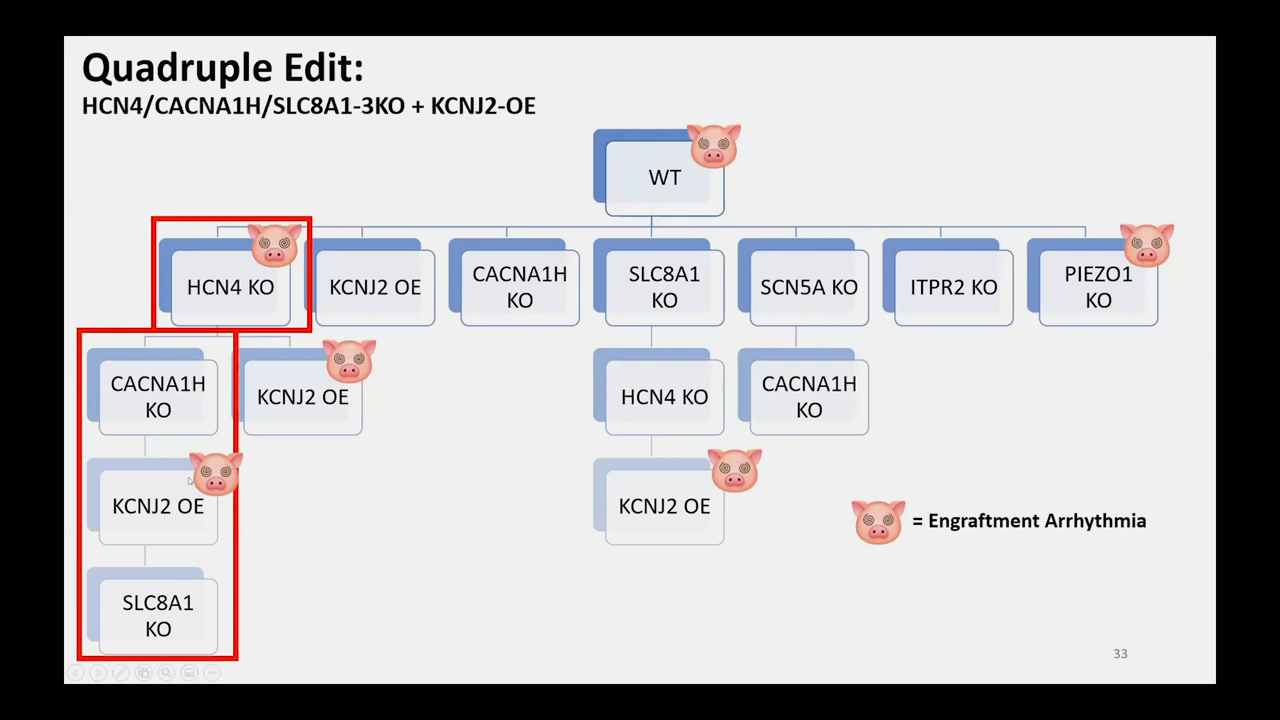 Quadruple Edit:
HCN4/CACNA1H/SLC8A1-3KO + KCNJ2-OE
WT
HCN4 KO
KCNJ2 OE
CACNA1H
KO
SLC8A1
KO
SCN5A KO
ITPR2 KO
PIEZO1
KO
CACNA1H
KO
KCNJ2 OE
HCN4 KO
CACNA1H
KO
KCNJ2 OE
KCNJ2 OE
= Engraftment Arrhythmia
SLC8A1
KO
33